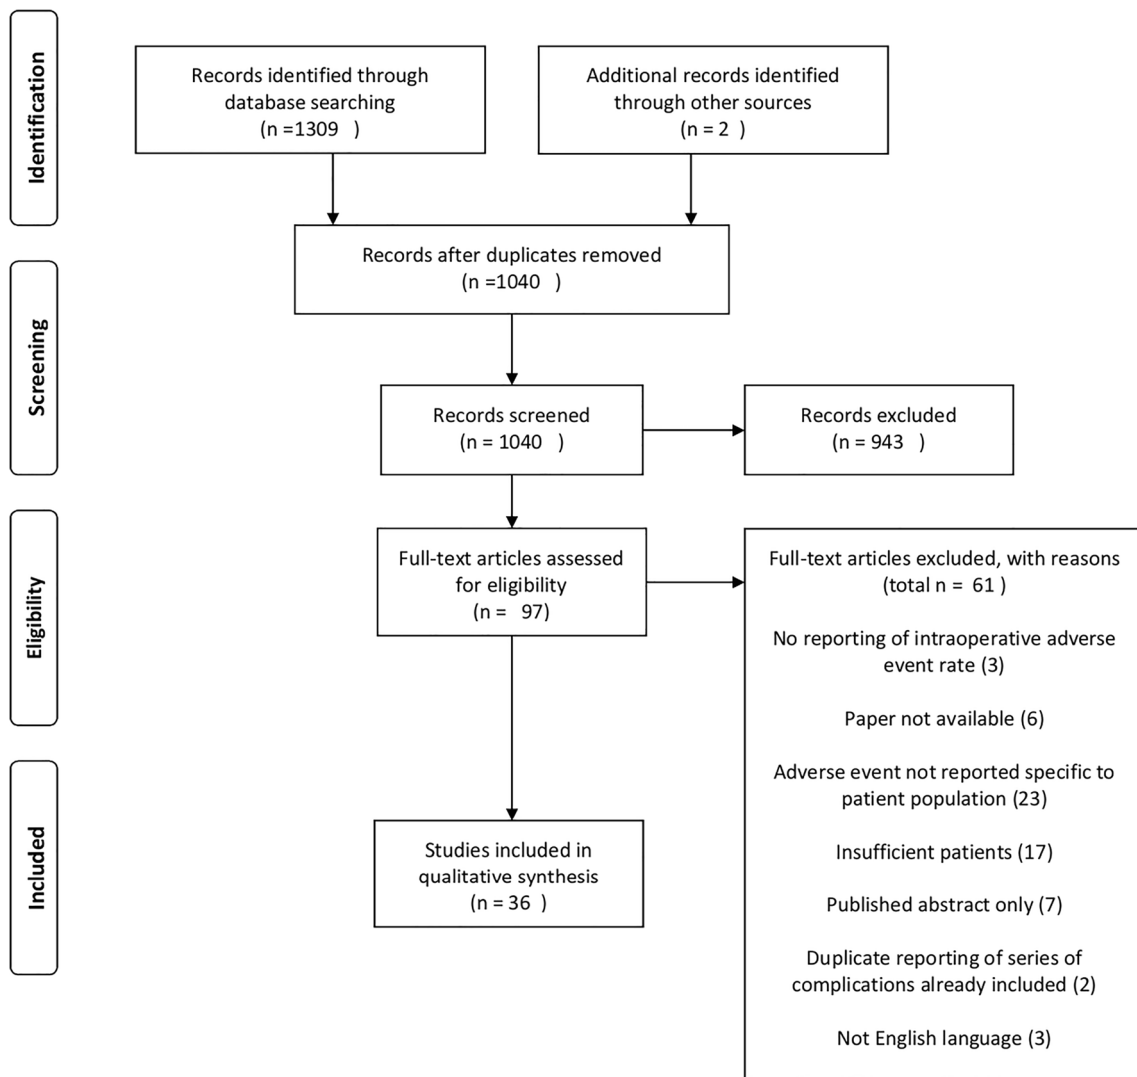 Identification
Records identified through
database searching
(n =1309   )
Additional records identified
through other sources
(n = 2   )
Records after duplicates removed
(n =1040   )
Screening
Records screened
(n = 1040   )
Records excluded
(n = 943   )
Eligibility
Full-text articles assessed
for eligibility
(n =   97)
Full-text articles excluded, with reasons
(total n =  61 )
No reporting of intraoperative adverse
event rate (3)
Paper not available (6)
Adverse event not reported specific to
patient population (23)
Insufficient patients (17)
Published abstract only (7)
Duplicate reporting of series of
complications already included (2)
Not English language (3)
Included
Studies included in
qualitative synthesis
(n = 36   )